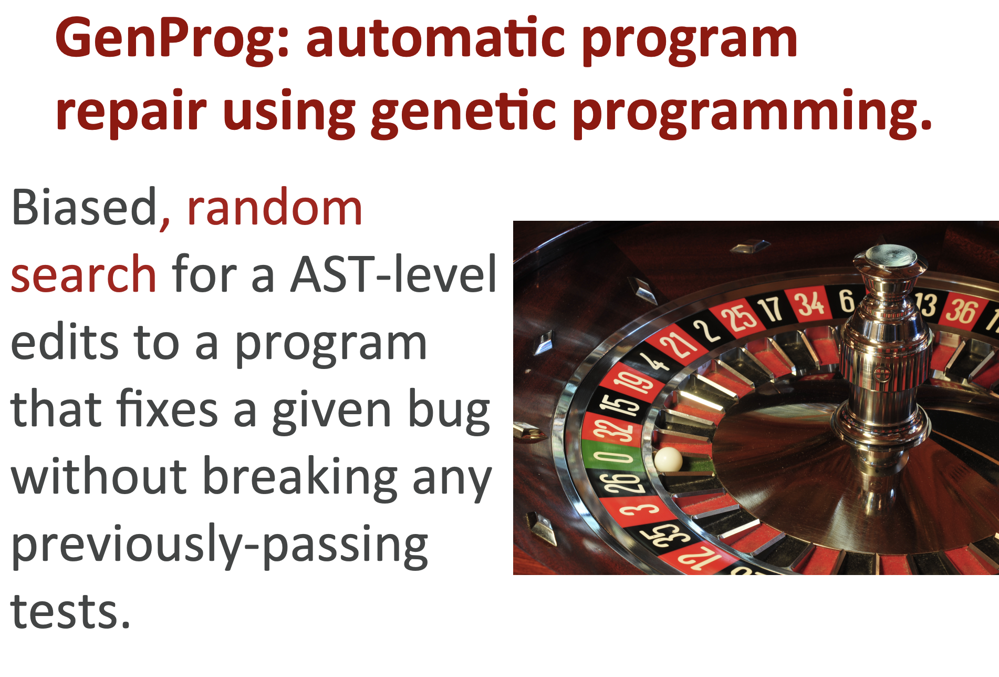 GenProg: automatic program
repair using genetic programming.
Biased, random
search for a AST-level
edits to a program
that fixes a given bug
without breaking any
previously-passing
tests.
6
34
17
25
2
21
4
19
15
32
0
26
3
35
12
13
36